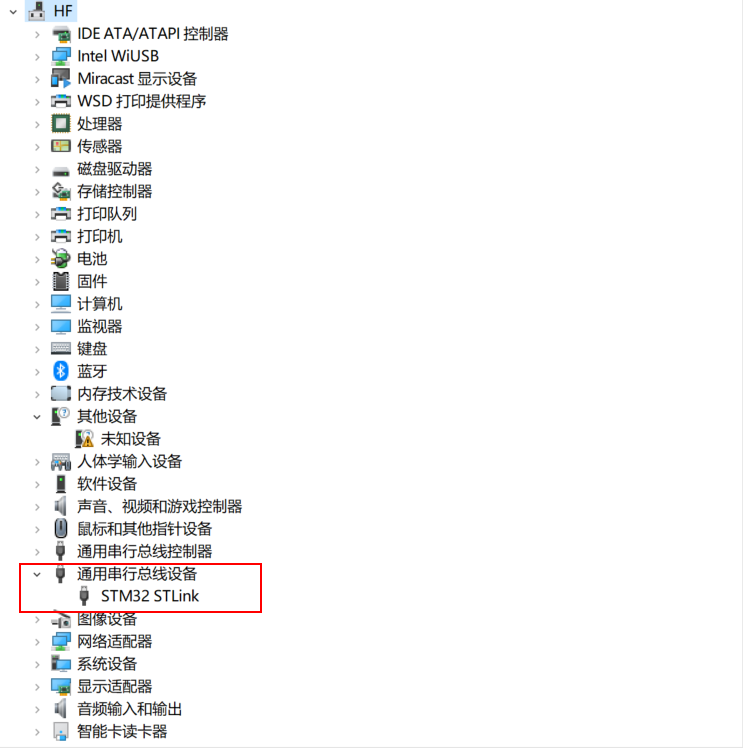 HF
IDE ATA/ATAPI 控制器
Intel WiUSB
Miracast 显示设备
WSD 打印提供程序
处理器
传感器
磁盘驱动器
存储控制器
打印队列
打印机
电池
固件
计算机
监视器
键盘
蓝牙
内存技术设备
其他设备
未知设备
人体学输入设备
软件设备
声音、视频和游戏控制器
鼠标和其他指针设备
通用串行总线控制器
通用串行总线设备
STM32 STLink
图像设备
网络适配器
系统设备
显示适配器
音频输入和输出
智能卡读卡器